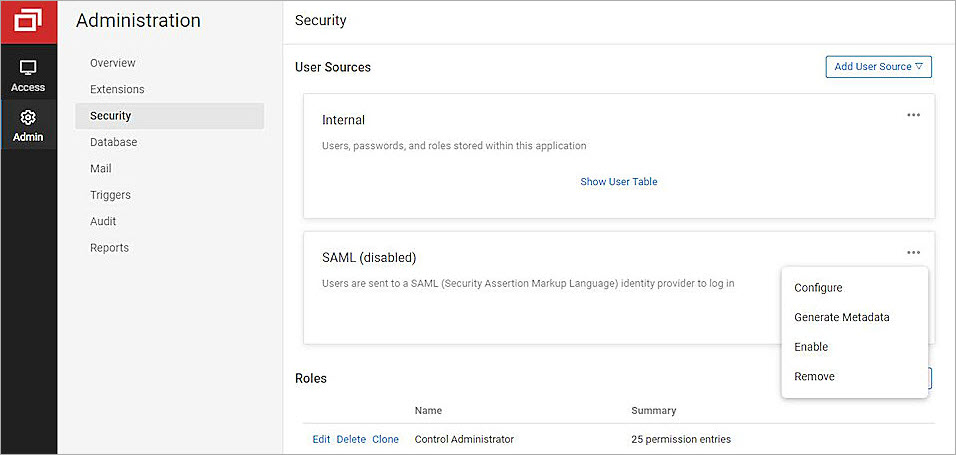 Administration
Security
Access
Admin
Overview
Extensions
Security
Database
Mail
Triggers
Audit
Reports
User Sources
Add User Source
Internal
Users, passwords, and roles stored within this application
Show User Table
SAML (disabled)
Users are sent to a SAML (Security Assertion Markup Language) identity provider to log in
Configure
Generate Metadata
Enable
Remove
Roles
Name Summary
Edit Delete Clone Control Administrator 25 permission entries